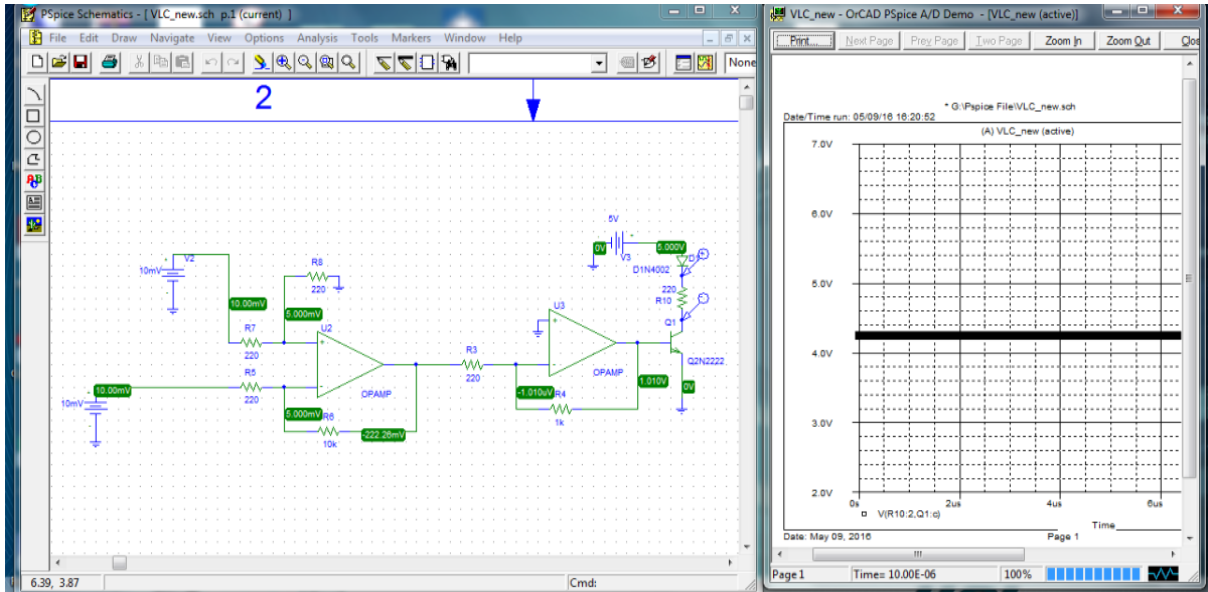 PSpice Schematics - [ VLC_new.sch p.1 (current) ]
File Edit Draw Navigate View Options Analysis Tools Markers Window Help
None
2
5V
0V
5.000V
V3
D1N4002
220
R10
V2
10mV
R8
220
10.00mV
5.000mV
U2
R7
220
R5
220
10.00mV
10mV
OPAMP
5.000mV
R6
10k
-222.26mV
R3
220
U3
OPAMP
-1.010uV
R4
1k
1.010V
Q1
Q2N2222
0V
6.39, 3.87
Cmd:
VLC_new - OrCAD PSpice A/D Demo - [VLC_new (active)]
Print... Next Page Prev Page Two Page Zoom In Zoom Out
* G:\Pspice File\VLC_new.sch
Date/Time run: 05/09/16 16:20:52
(A) VLC_new (active)
7.0V
6.0V
5.0V
4.0V
3.0V
2.0V
0s 2us 4us 6us
V(R10:2,Q1:c)
Time
Date: May 09, 2016 Page 1
Page 1 Time= 10.00E-06 100%